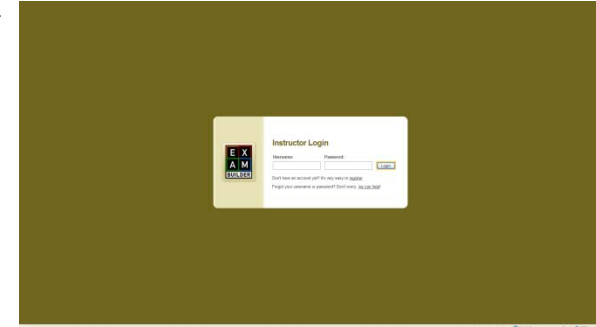 E X
A M
BUILDER
Instructor Login
Username: Password:
Login
Don't have an account yet? It's very easy to register
Forgot your username or password? Don't worry, we can help!